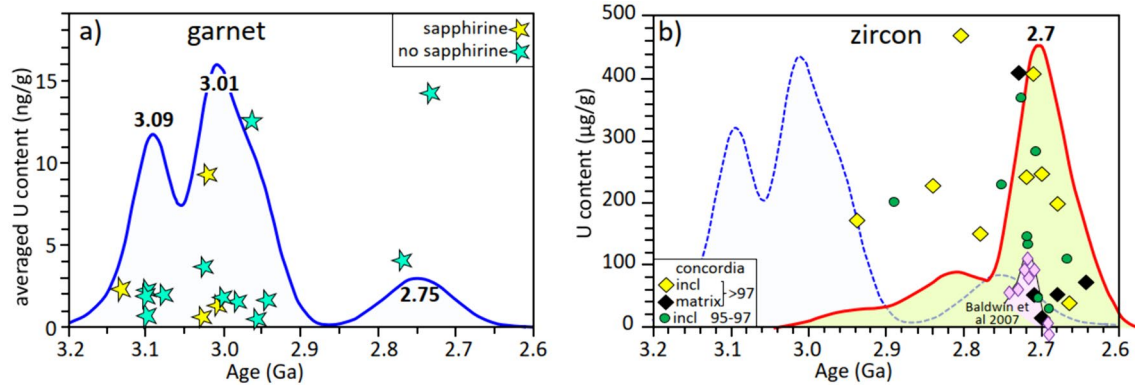 a) garnet
sapphirine
no sapphirine
averaged U content (ng/g)
15
10
5
0
3.09
3.01
2.75
3.2 3.1 3.0 2.9 2.8 2.7 2.6
Age (Ga)
b) zircon
2.7
U content (µg/g)
500
400
300
200
100
0
concordia
incl
matrix
}>97
incl 95-97
Baldwin et
al 2007
3.2 3.1 3.0 2.9 2.8 2.7 2.6
Age (Ga)